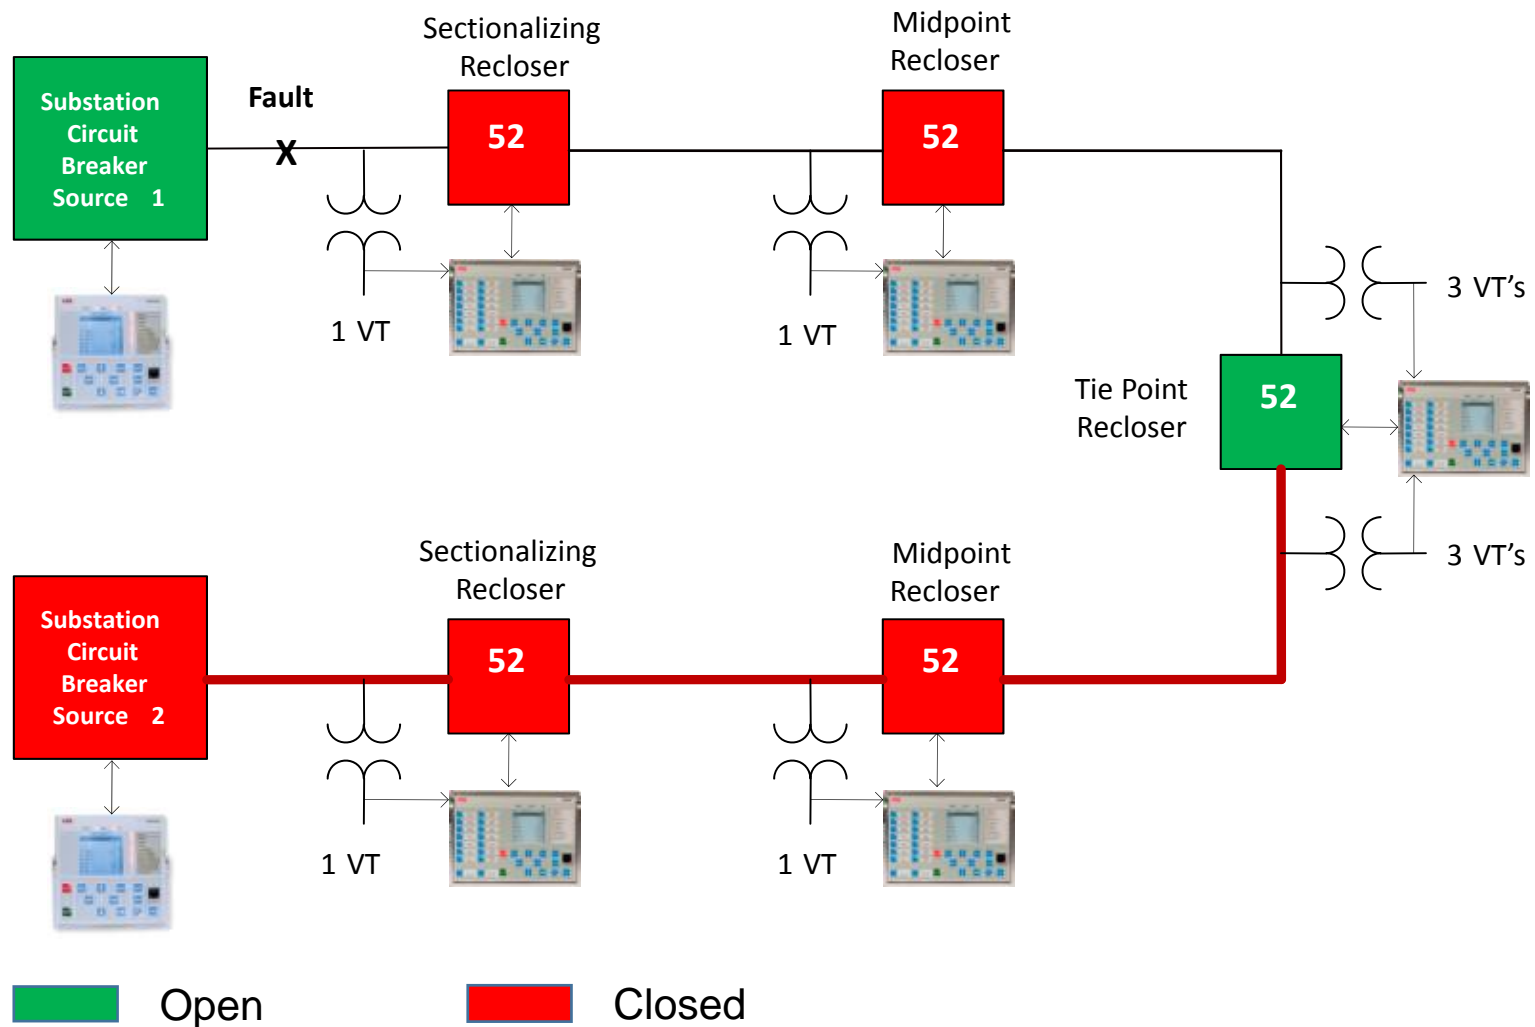 Sectionalizing
Recloser
Midpoint
Recloser
Substation
Circuit
Breaker
Source 1
Fault
X
52
52
1 VT
1 VT
3 VT's
Tie Point
Recloser
52
3 VT's
Sectionalizing
Recloser
Midpoint
Recloser
Substation
Circuit
Breaker
Source 2
52
52
1 VT
1 VT
Open
Closed